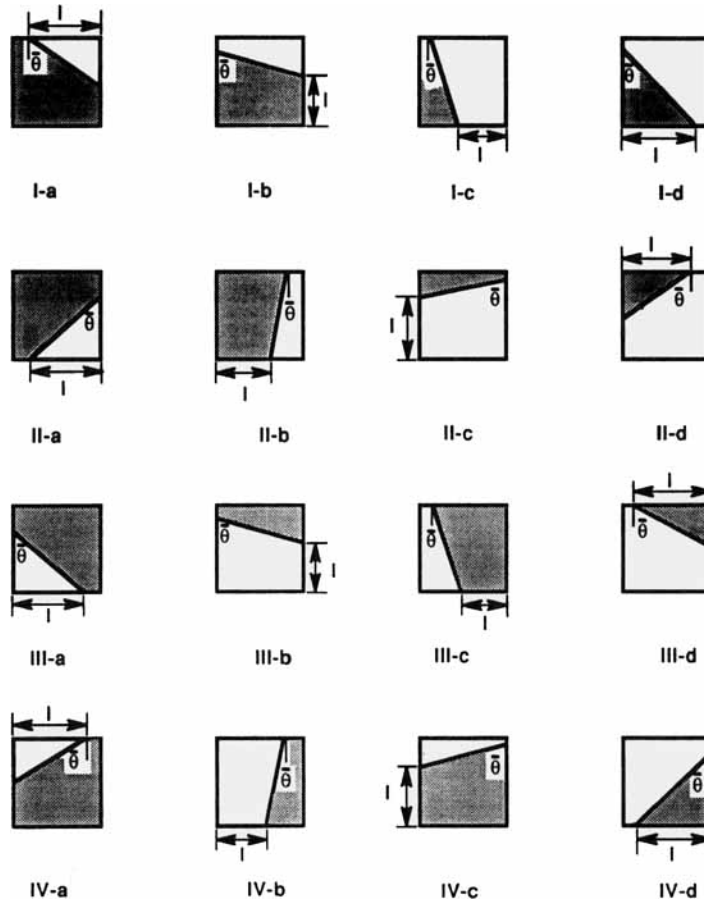 l l
θ̄ θ̄ l θ̄ θ̄
l l
I-a I-b I-c I-d
l
θ̄ θ̄ l θ̄ θ̄
l l
II-a II-b II-c II-d
l
θ̄ θ̄ l θ̄ θ̄
l l
III-a III-b III-c III-d
l
θ̄ θ̄ l θ̄ θ̄
l l
IV-a IV-b IV-c IV-d